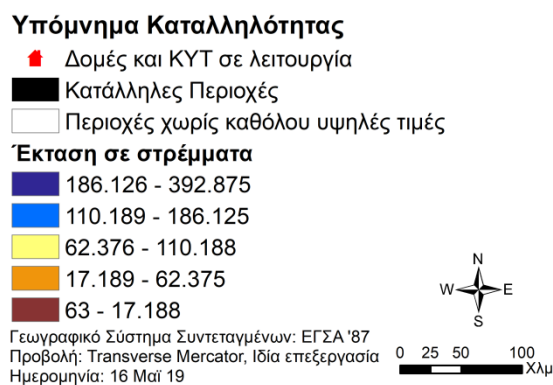 Υπόμνημα Καταλληλότητας
Δομές και ΚΥΤ σε λειτουργία
Κατάλληλες Περιοχές
Περιοχές χωρίς καθόλου υψηλές τιμές
Έκταση σε στρέμματα
186.126 - 392.875
110.189 - 186.125
62.376 - 110.188
17.189 - 62.375
63 - 17.188
Γεωγραφικό Σύστημα Συντεταγμένων: ΕΓΣΑ '87
Προβολή: Transverse Mercator, Ιδία επεξεργασία
Ημερομηνία: 16 Μαϊ 19
N
W E
S
0 25 50 100
Χλμ